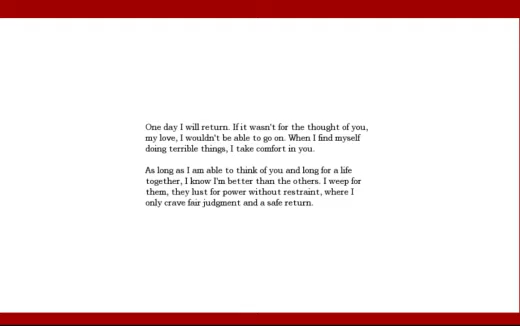 One day I will return. If it wasn't for the thought of you,
my love, I wouldn't be able to go on. When I find myself
doing terrible things, I take comfort in you.
As long as I am able to think of you and long for a life
together, I know I'm better than the others. I weep for
them, they lust for power without restraint, where I
only crave fair judgment and a safe return.